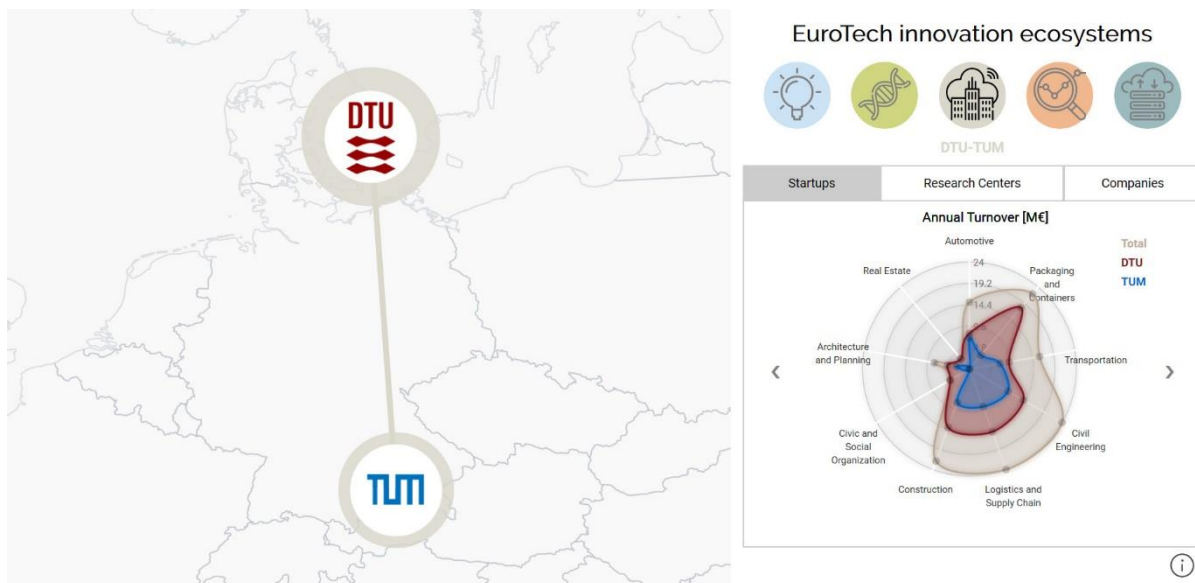 DTU
TUM
EuroTech innovation ecosystems
DTU-TUM
Startups
Research Centers
Companies
Annual Turnover [M€]
Automotive
Total
DTU
TUM
24
19.2
14.4
Real Estate
Packaging
and
Containers
Architecture
and Planning
Transportation
Civic and
Social
Organization
Civil
Engineering
Construction
Logistics and
Supply Chain